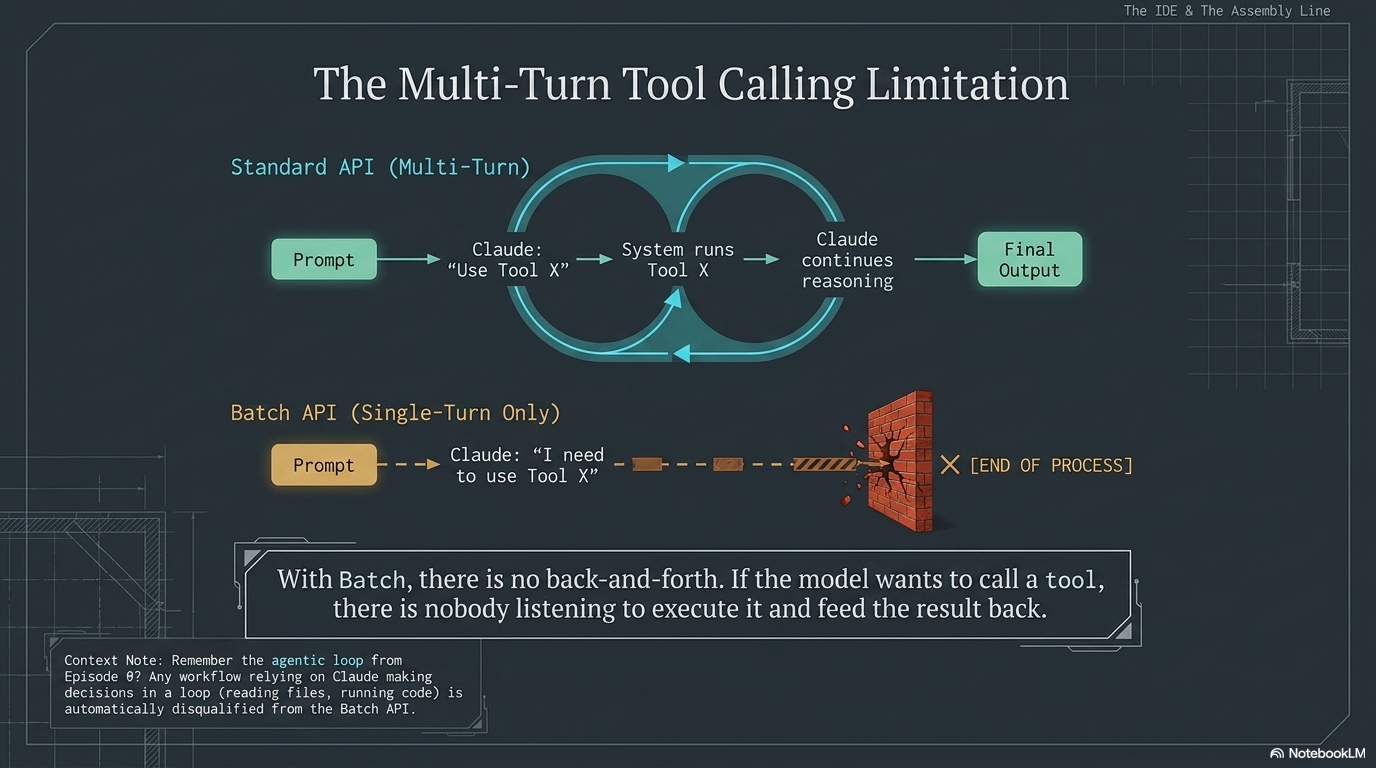 The IDE & The Assembly Line
The Multi-Turn Tool Calling Limitation
Standard API (Multi-Turn)
Prompt
Claude:
“Use Tool X”
System runs
Tool X
Claude
continues
reasoning
Final
Output
Batch API (Single-Turn Only)
Prompt
Claude: “I need
to use Tool X”
[END OF PROCESS]
With Batch, there is no back-and-forth. If the model wants to call a tool,
there is nobody listening to execute it and feed the result back.
Context Note: Remember the agentic loop from
Episode 0? Any workflow relying on Claude making
decisions in a loop (reading files, running code) is
automatically disqualified from the Batch API.
NotebookLM